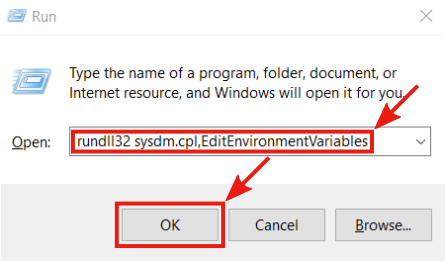 Run
Type the name of a program, folder, document, or
Internet resource, and Windows will open it for you.
Open: rundll32 sysdm.cpl,EditEnvironmentVariables
OK Cancel Browse...